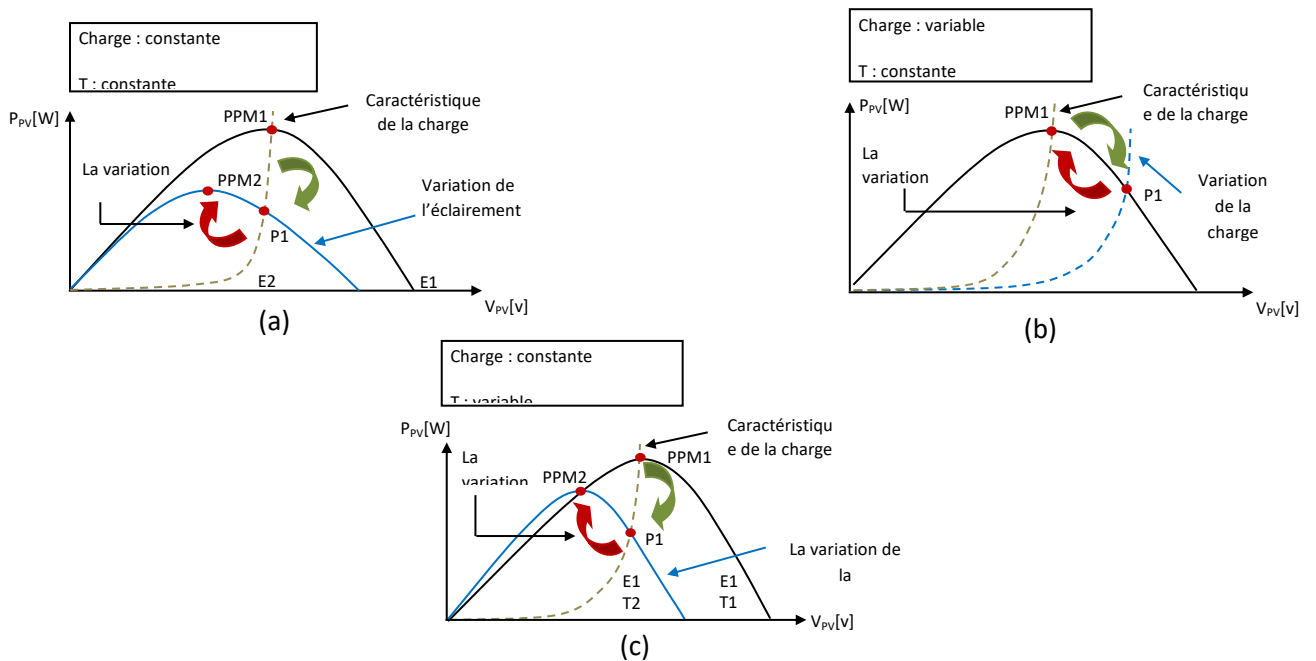 Charge : constante
T : constante
P_PV[W]
PPM1
Caractéristique
de la charge
La variation
PPM2
Variation de
l'éclairement
P1
E2
E1
V_PV[v]
(a)
Charge : variable
T : constante
P_PV[W]
PPM1
Caractéristiqu
e de la charge
La
variation
P1
Variation
de la
charge
V_PV[v]
(b)
Charge : constante
T : variable
P_PV[W]
Caractéristiqu
e de la charge
La
variation
PPM2
PPM1
P1
La variation de
la
E1
T2
E1
T1
V_PV[v]
(c)